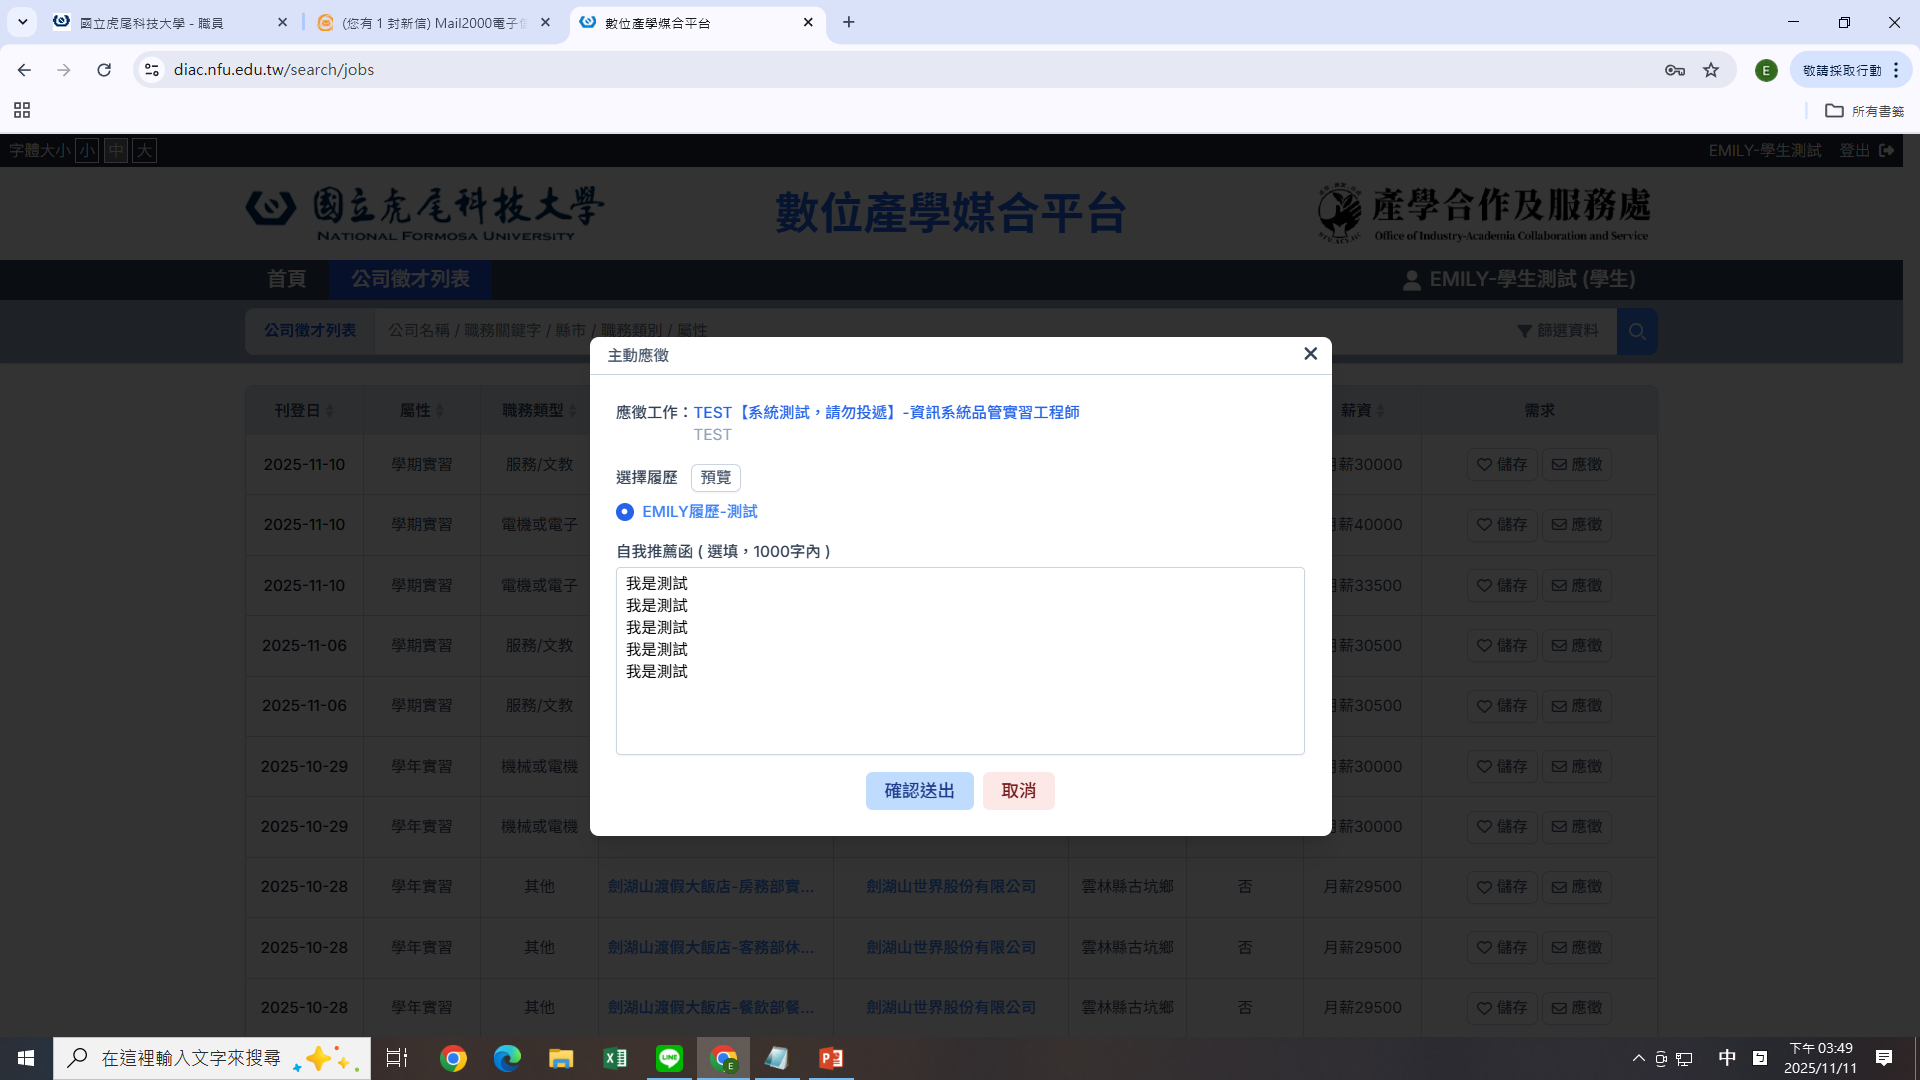 國立虎尾科技大學 - 職員
(您有 1 封新信) Mail2000電子信
數位產學媒合平台
diac.nfu.edu.tw/search/jobs
E
敬請採取行動
所有書籤
字體大小 小 中 大
EMILY-學生測試 登出
國立虎尾科技大學
NATIONAL FORMOSA UNIVERSITY
數位產學媒合平台
產學合作及服務處
Office of Industry-Academia Collaboration and Service
首頁 公司徵才列表 EMILY-學生測試 (學生)
公司徵才列表 公司名稱 / 職務關鍵字 / 縣市 / 職務類別 / 屬性 篩選資料
主動應徵
應徵工作：TEST【系統測試，請勿投遞】-資訊系統品管實習工程師
TEST
選擇履歷 預覽
EMILY履歷-測試
自我推薦函 ( 選填，1000字內 )
我是測試
我是測試
我是測試
我是測試
我是測試
確認送出 取消
刊登日 屬性 職務類型 薪資 需求
2025-11-10 學期實習 服務/文教 月薪30000 儲存 應徵
2025-11-10 學期實習 電機或電子 月薪40000 儲存 應徵
2025-11-10 學期實習 電機或電子 月薪33500 儲存 應徵
2025-11-06 學期實習 服務/文教 月薪30500 儲存 應徵
2025-11-06 學期實習 服務/文教 月薪30500 儲存 應徵
2025-10-29 學年實習 機械或電機 月薪30000 儲存 應徵
2025-10-29 學年實習 機械或電機 月薪30000 儲存 應徵
2025-10-28 學年實習 其他 劍湖山渡假大飯店-房務部實... 劍湖山世界股份有限公司 雲林縣古坑鄉 否 月薪29500 儲存 應徵
2025-10-28 學年實習 其他 劍湖山渡假大飯店-客務部休... 劍湖山世界股份有限公司 雲林縣古坑鄉 否 月薪29500 儲存 應徵
2025-10-28 學年實習 其他 劍湖山渡假大飯店-餐飲部餐... 劍湖山世界股份有限公司 雲林縣古坑鄉 否 月薪29500 儲存 應徵
在這裡輸入文字來搜尋
中
下午 03:49
2025/11/11